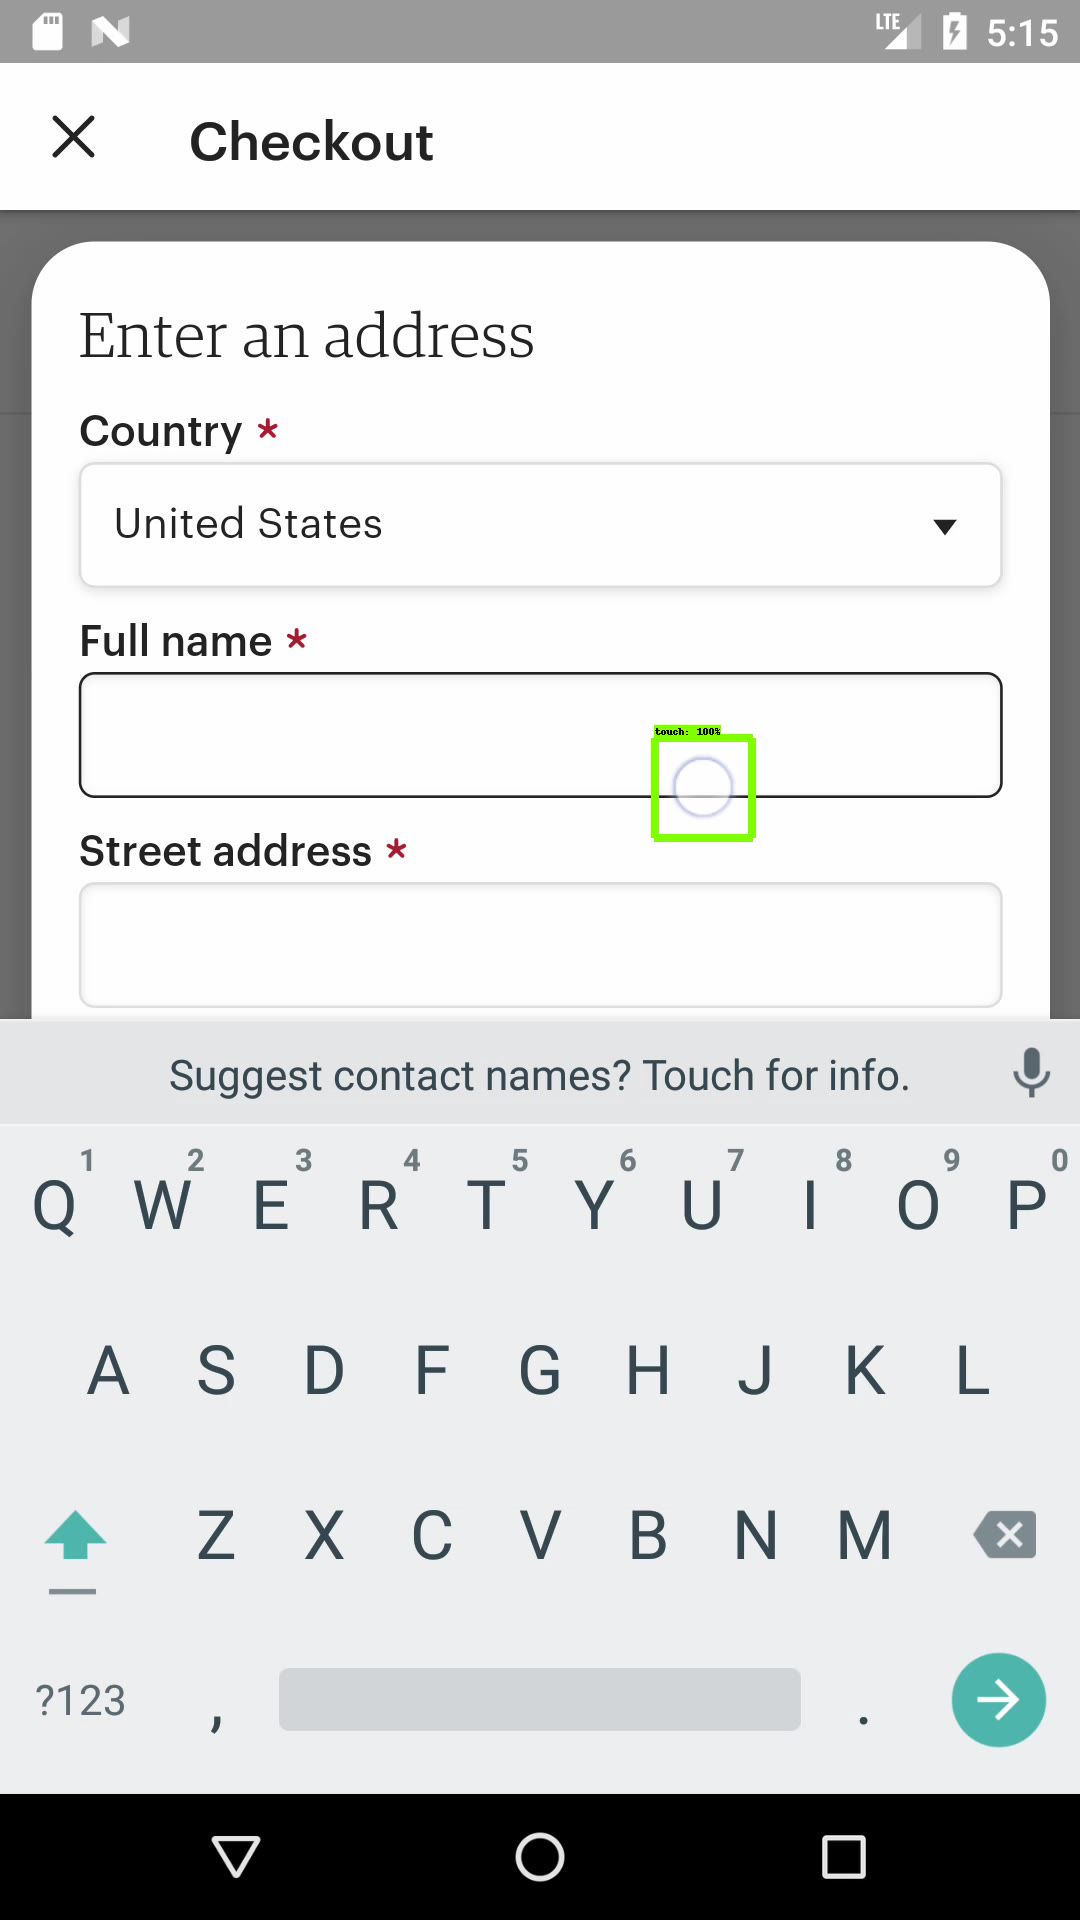 LTE 5:15
Checkout
Enter an address
Country *
United States
Full name *
touch: 100%
Street address *
Suggest contact names? Touch for info.
1 2 3 4 5 6 7 8 9 0
Q W E R T Y U I O P
A S D F G H J K L
Z X C V B N M
?123 , .